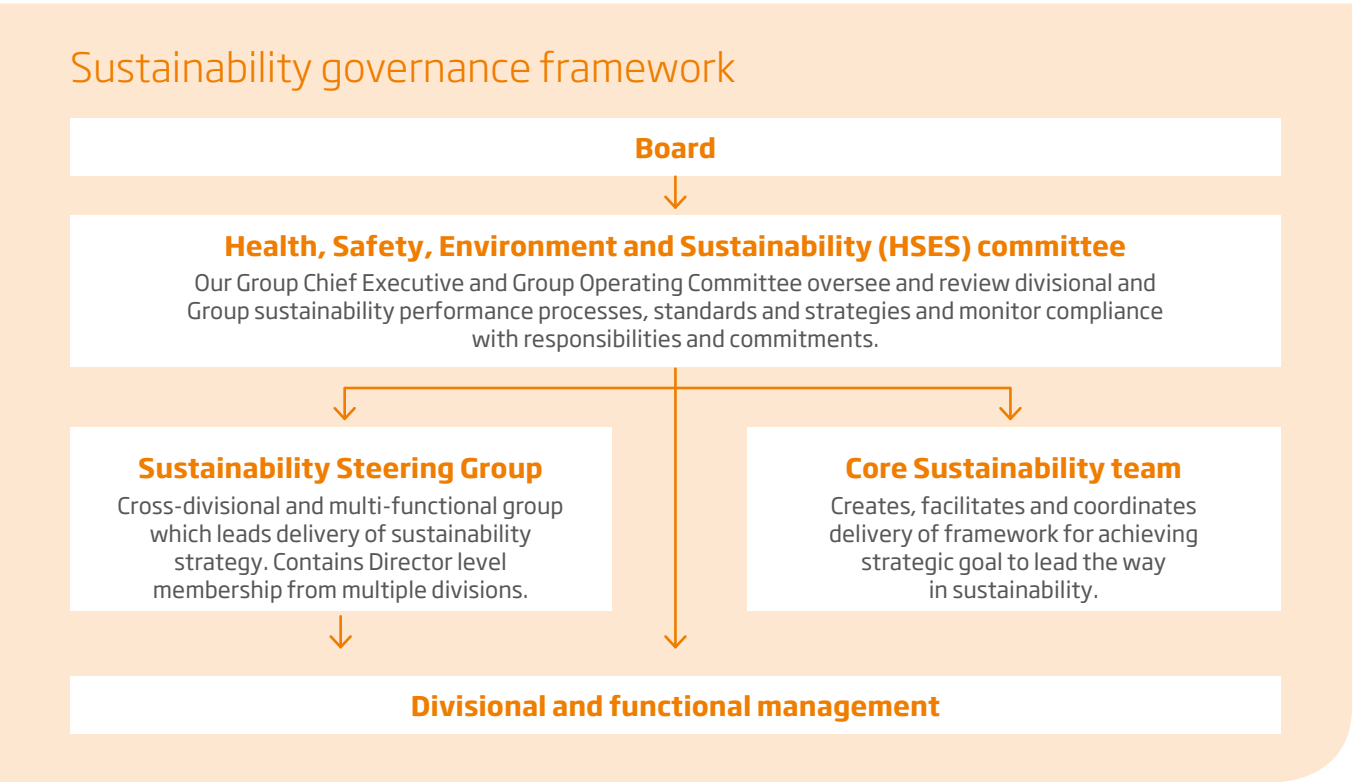 Sustainability governance framework
Board
Health, Safety, Environment and Sustainability (HSES) committee
Our Group Chief Executive and Group Operating Committee oversee and review divisional and
Group sustainability performance processes, standards and strategies and monitor compliance
with responsibilities and commitments.
Sustainability Steering Group
Cross-divisional and multi-functional group
which leads delivery of sustainability
strategy. Contains Director level
membership from multiple divisions.
Core Sustainability team
Creates, facilitates and coordinates
delivery of framework for achieving
strategic goal to lead the way
in sustainability.
Divisional and functional management